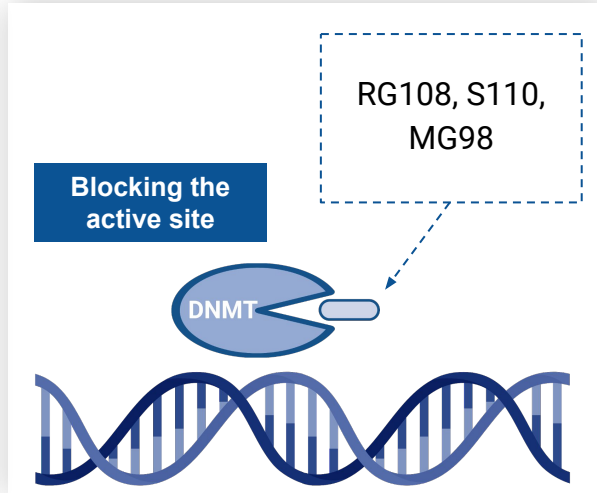 RG108, S110,
MG98
Blocking the
active site
DNMT